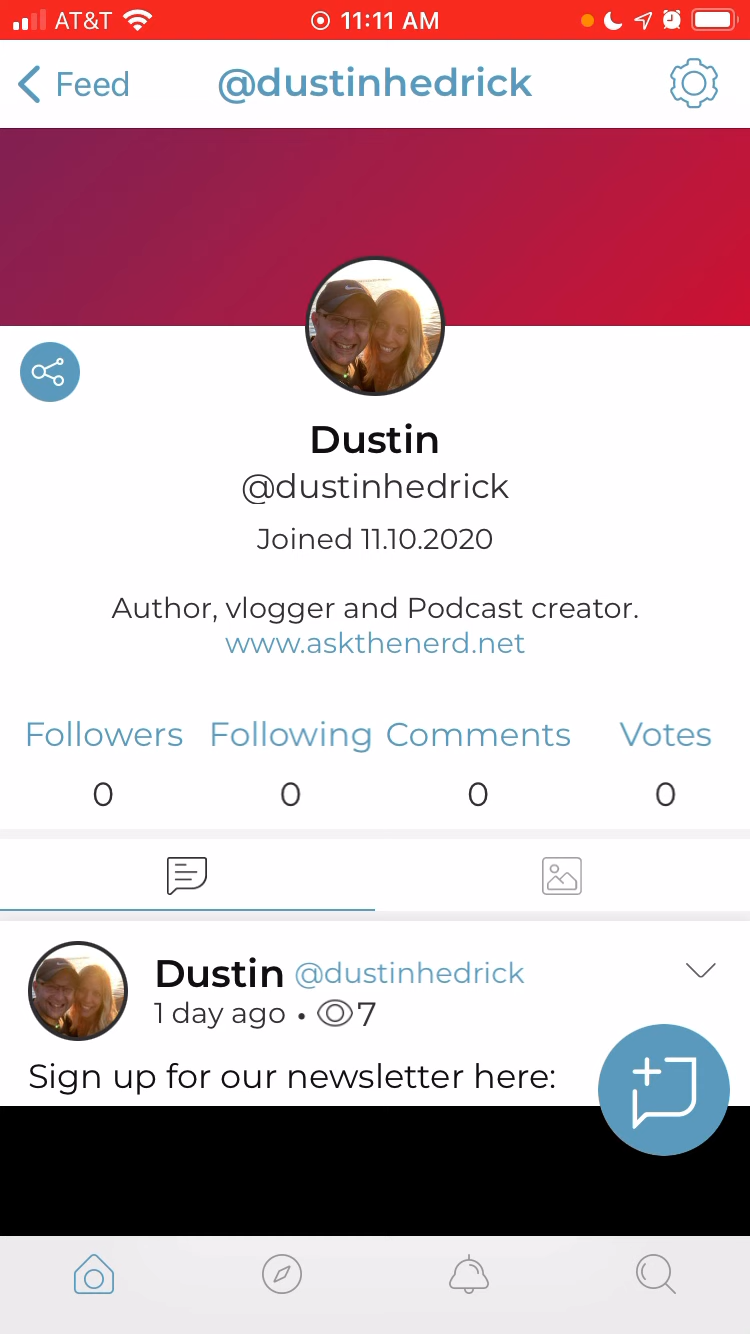 AT&T 11:11 AM
Feed @dustinhedrick
Dustin
@dustinhedrick
Joined 11.10.2020
Author, vlogger and Podcast creator.
www.askthenerd.net
Followers Following Comments Votes
0 0 0 0
Dustin @dustinhedrick
1 day ago • 7
Sign up for our newsletter here: